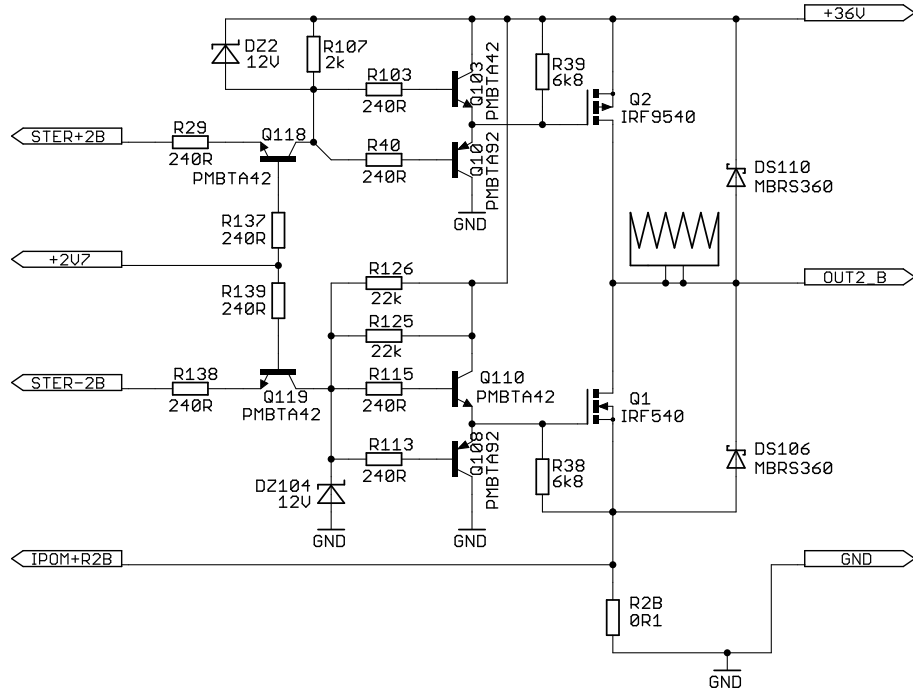 +36V
DZ2
12V
R107
2k
R103
240R
Q103
PMBTA42
R39
6k8
Q2
IRF9540
STER+2B
R29
240R
Q118
PMBTA42
R40
240R
PMBTA92
GND
DS110
MBRS360
R137
240R
+2V7
R139
240R
R126
22k
OUT2_B
R125
22k
STER-2B
R138
240R
Q119
PMBTA42
R115
240R
Q110
PMBTA42
Q1
IRF540
R113
240R
Q108
PMBTA92
R38
6k8
DS106
MBRS360
DZ104
12V
GND
GND
IPOM+R2B
GND
R2B
0R1
GND